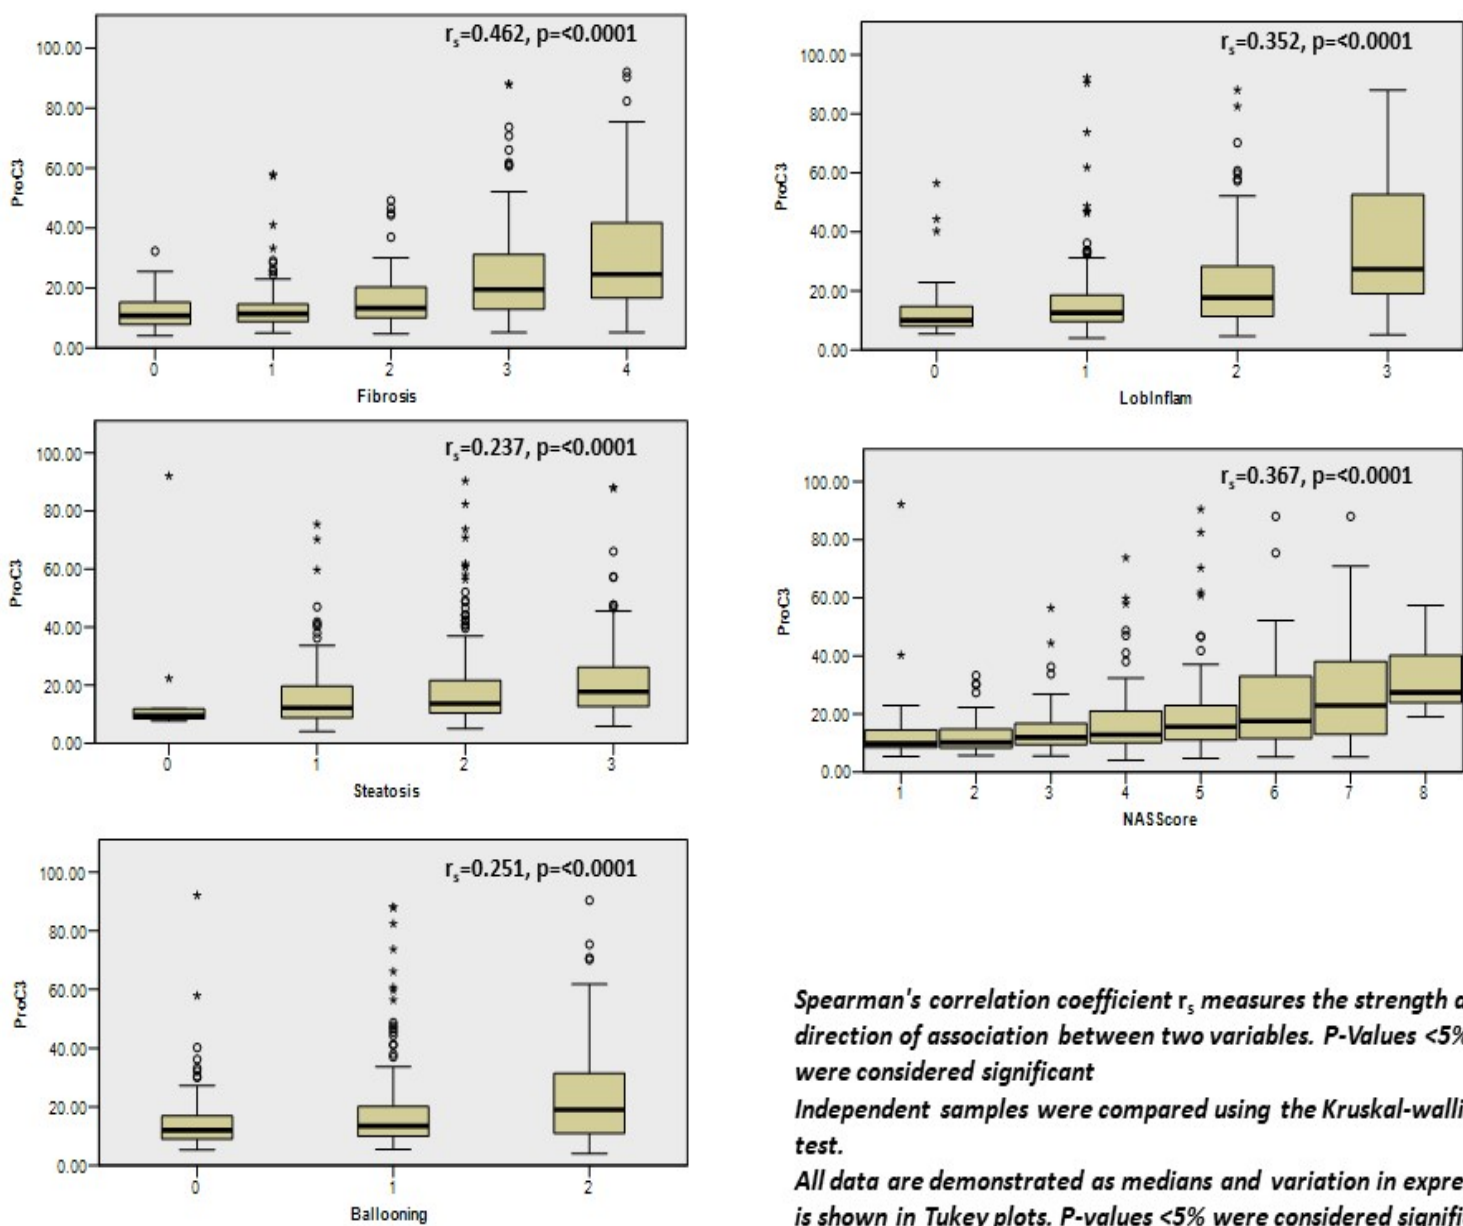 rs=0.462, p=<0.0001
100.00
80.00
60.00
40.00
20.00
0.00
ProC3
0 1 2 3 4
Fibrosis
rs=0.352, p=<0.0001
100.00
80.00
60.00
40.00
20.00
0.00
ProC3
0 1 2 3
LobInflam
rs=0.237, p=<0.0001
100.00
80.00
60.00
40.00
20.00
0.00
ProC3
0 1 2 3
Steatosis
rs=0.367, p=<0.0001
100.00
80.00
60.00
40.00
20.00
0.00
ProC3
1 2 3 4 5 6 7 8
NASScore
rs=0.251, p=<0.0001
100.00
80.00
60.00
40.00
20.00
0.00
ProC3
0 1 2
Ballooning
Spearman's correlation coefficient rs measures the strength
direction of association between two variables. P-Values <5%
were considered significant
Independent samples were compared using the Kruskal-walli
test.
All data are demonstrated as medians and variation in expre
is shown in Tukey plots. P-values <5% were considered signifi